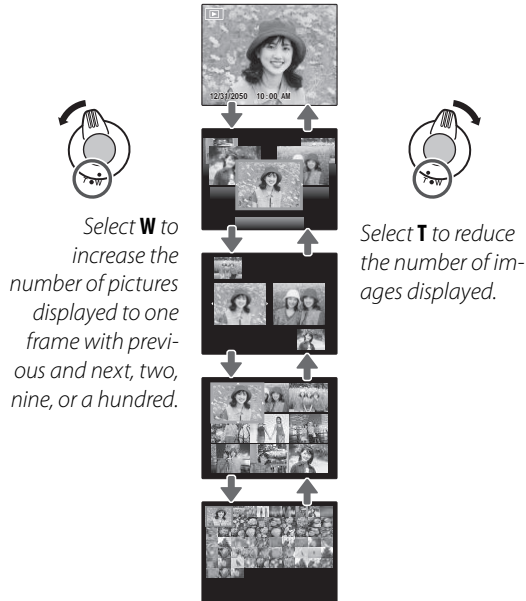 12/31/2050 10:00 AM
Select W to
increase the
number of pictures
displayed to one
frame with previ-
ous and next, two,
nine, or a hundred.
Select T to reduce
the number of im-
ages displayed.